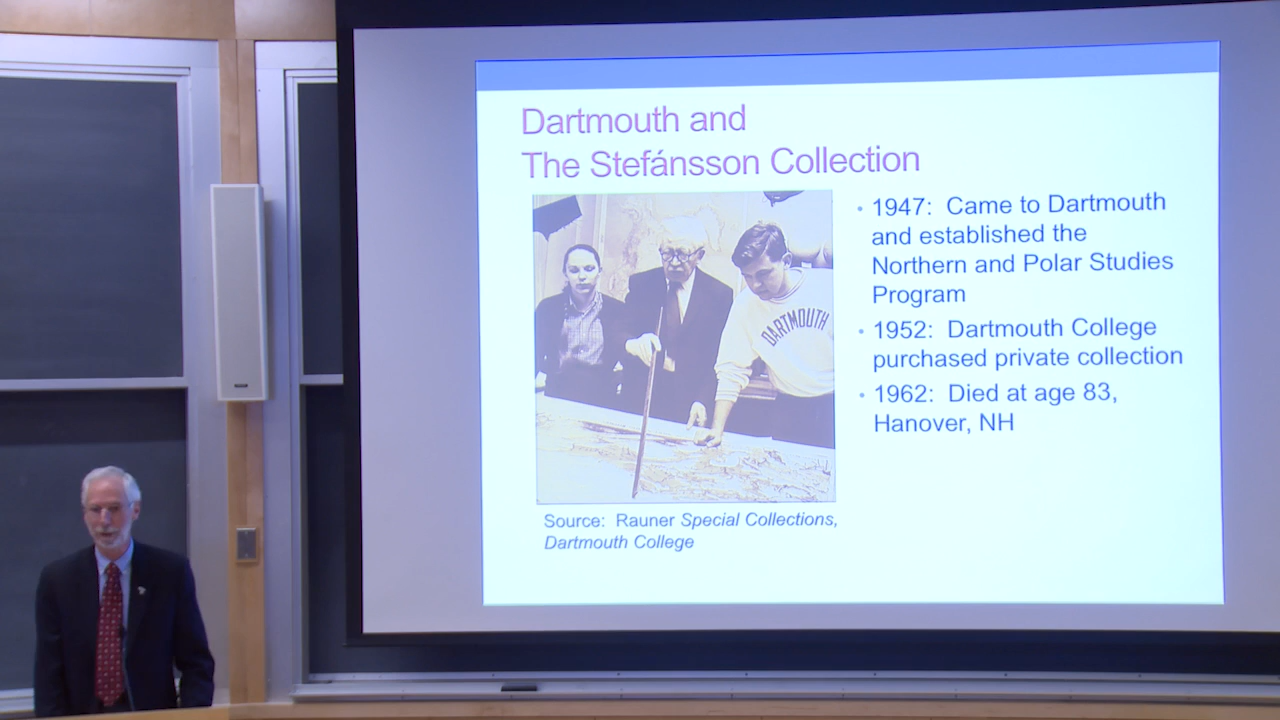 Dartmouth and
The Stefánsson Collection
• 1947: Came to Dartmouth
and established the
Northern and Polar Studies
Program
• 1952: Dartmouth College
purchased private collection
• 1962: Died at age 83,
Hanover, NH
DARTMOUTH
Source: Rauner Special Collections,
Dartmouth College